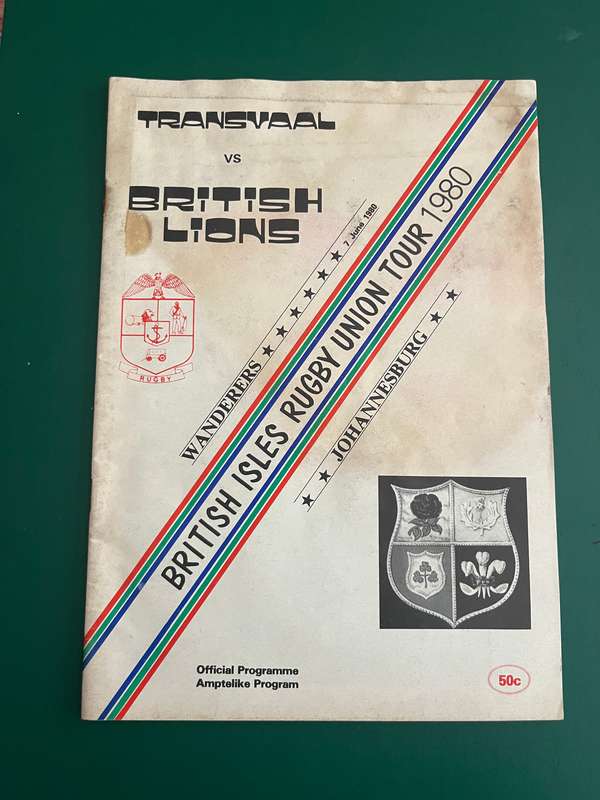 TRANSVAAL
VS
BRITISH
LIONS
7 June 1980
WANDERERS
BRITISH ISLES RUGBY UNION TOUR 1980
JOHANNESBURG
RUGBY
Official Programme
Amptelike Program
50c